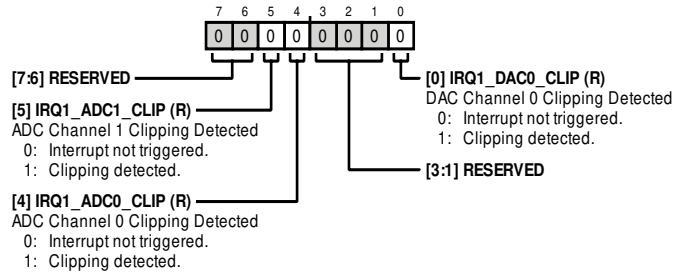 7 6 5 4 3 2 1 0
0 0 0 0 0 0 0 0
[7:6] RESERVED
[5] IRQ1_ADC1_CLIP (R)
ADC Channel 1 Clipping Detected
0: Interrupt not triggered.
1: Clipping detected.
[4] IRQ1_ADC0_CLIP (R)
ADC Channel 0 Clipping Detected
0: Interrupt not triggered.
1: Clipping detected.
[0] IRQ1_DAC0_CLIP (R)
DAC Channel 0 Clipping Detected
0: Interrupt not triggered.
1: Clipping detected.
[3:1] RESERVED